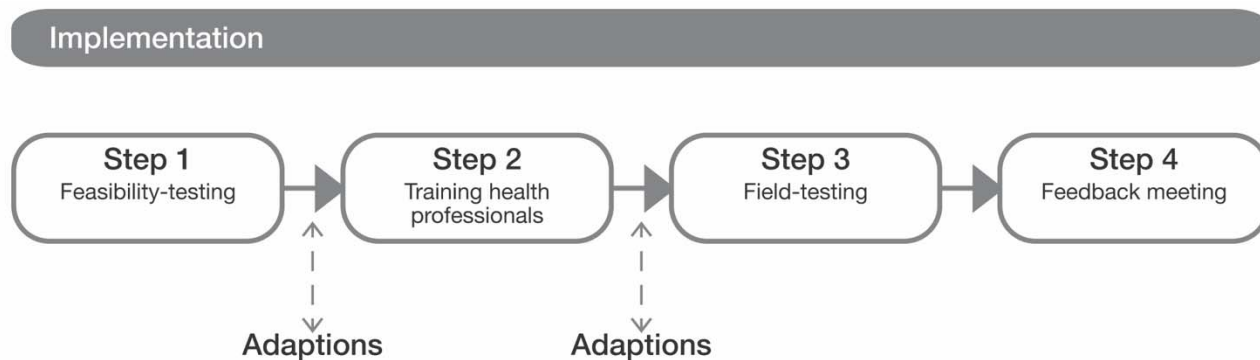 Implementation
Step 1
Feasibility-testing
Step 2
Training health
professionals
Step 3
Field-testing
Step 4
Feedback meeting
Adaptions
Adaptions